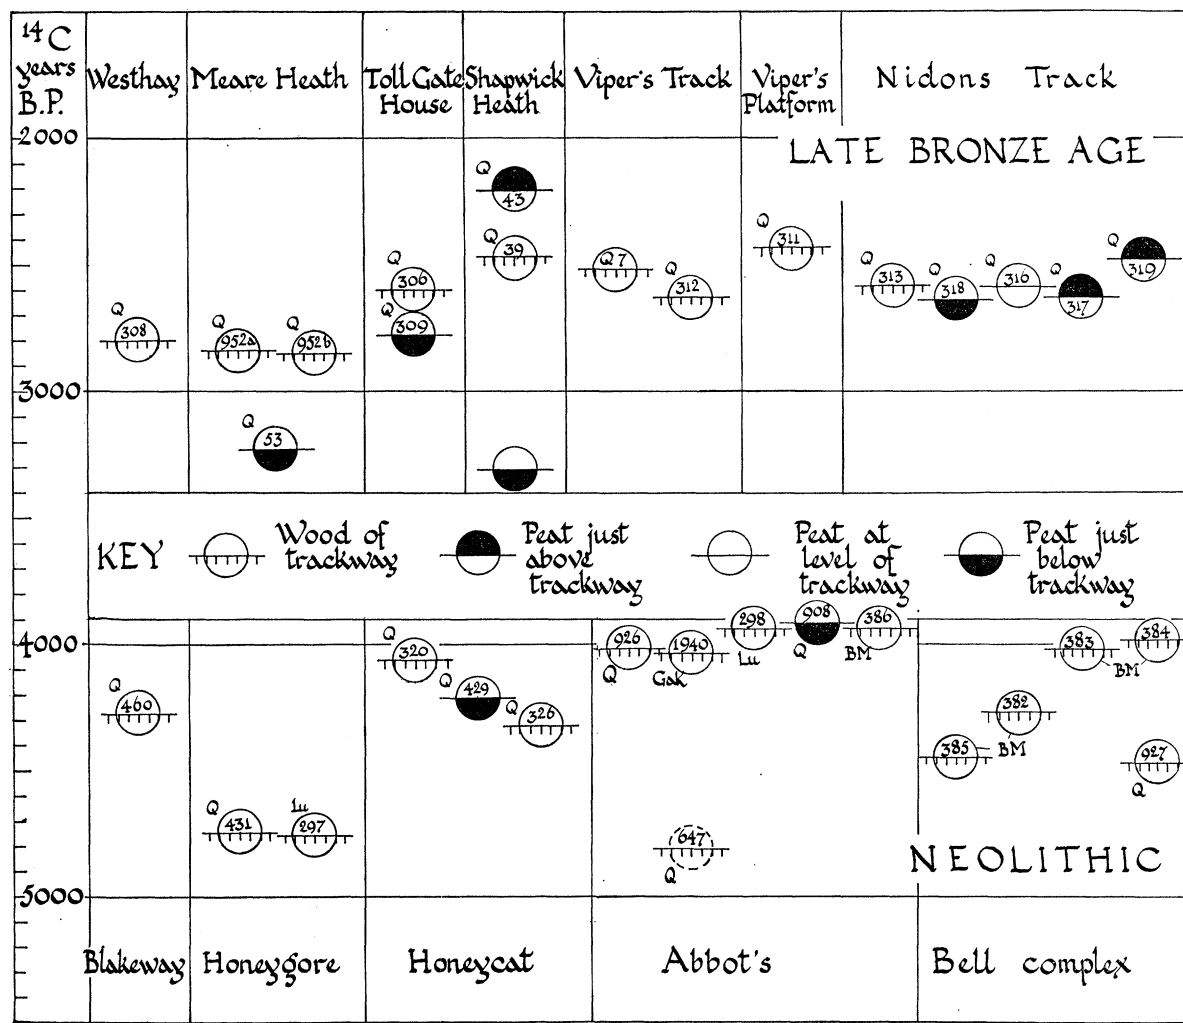 14C
years
B.P.
Westhay
Meare Heath
Toll Gate
House
Shapwick
Heath
Viper's Track
Viper's
Platform
Nidons Track
2000
LATE BRONZE AGE
Q
43
Q
39
Q
306
Q
309
Q 7
Q
312
Q
311
Q
313
Q
318
Q
316
Q
317
Q
319
Q
308
Q
952a
Q
952b
3000
Q
53
KEY
Wood of
trackway
Peat just
above
trackway
Peat at
level of
trackway
Peat just
below
trackway
4000
Q
320
Q
429
Q
326
926
Q
1940
Gak
298
Lu
908
Q
386
BM
383
384
BM
382
385
BM
927
Q
Q
460
Q
431
Lu
297
647
Q
NEOLITHIC
5000
Blakeway
Honeygore
Honeycat
Abbot's
Bell complex